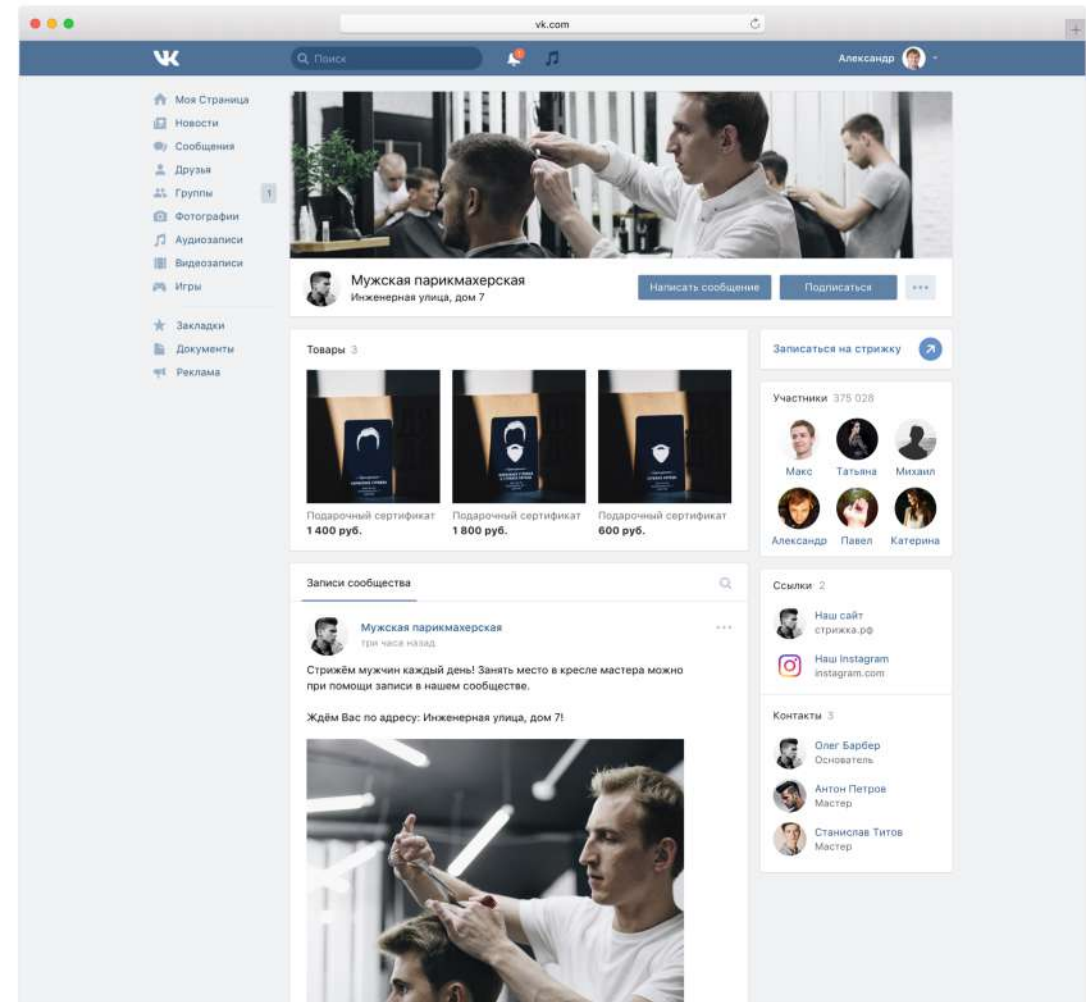 vk.com
Поиск
1
Александр
Моя Страница
Новости
Сообщения
Друзья
Группы 1
Фотографии
Аудиозаписи
Видеозаписи
Игры
Закладки
Документы
Реклама
Мужская парикмахерская
Инженерная улица, дом 7
Написать сообщение
Подписаться
Товары 3
Подарочный сертификат
1 400 руб.
Подарочный сертификат
1 800 руб.
Подарочный сертификат
600 руб.
Записи сообщества
Мужская парикмахерская
три часа назад
Стрижём мужчин каждый день! Занять место в кресле мастера можно
при помощи записи в нашем сообществе.
Ждём Вас по адресу: Инженерная улица, дом 7!
Записаться на стрижку
Участники 375 028
Макс Татьяна Михаил
Александр Павел Катерина
Ссылки 2
Наш сайт
стрижка.рф
Наш Instagram
instagram.com
Контакты 3
Олег Барбер
Основатель
Антон Петров
Мастер
Станислав Титов
Мастер